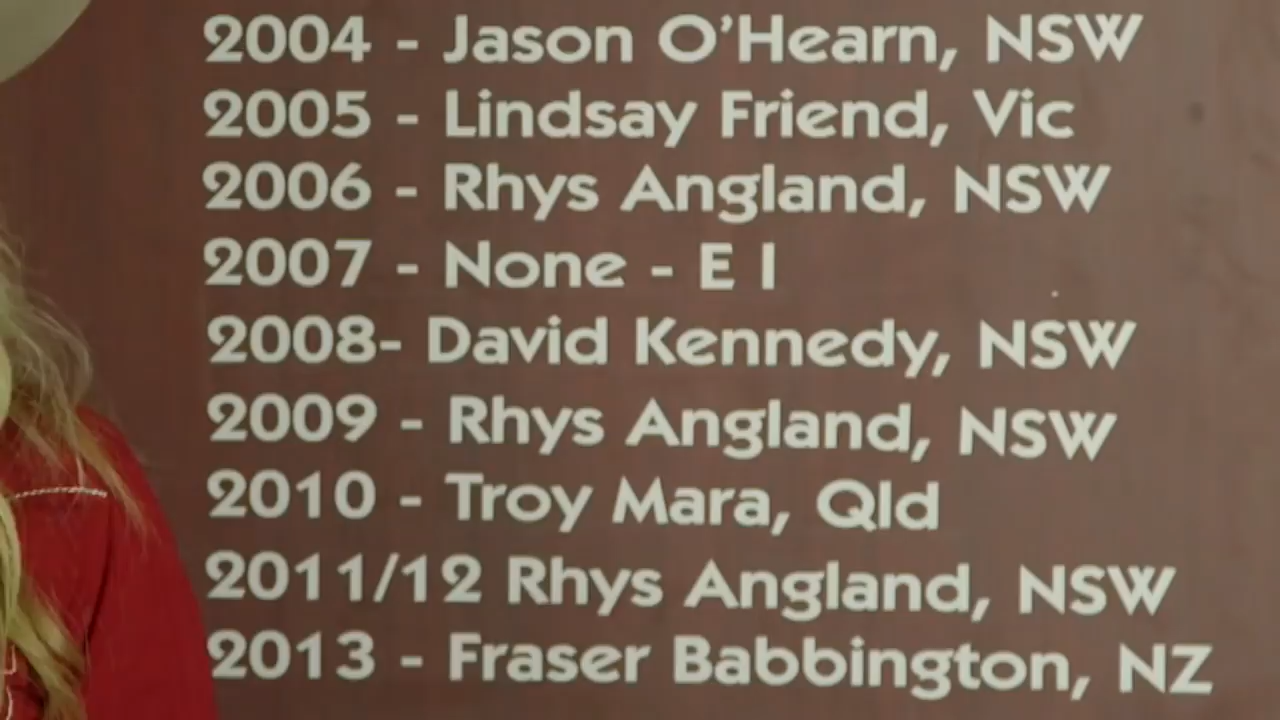 2004 - Jason O'Hearn, NSW
2005 - Lindsay Friend, Vic
2006 - Rhys Angland, NSW
2007 - None - E I
2008- David Kennedy, NSW
2009 - Rhys Angland, NSW
2010 - Troy Mara, Qld
2011/12 Rhys Angland, NSW
2013 - Fraser Babbington, NZ